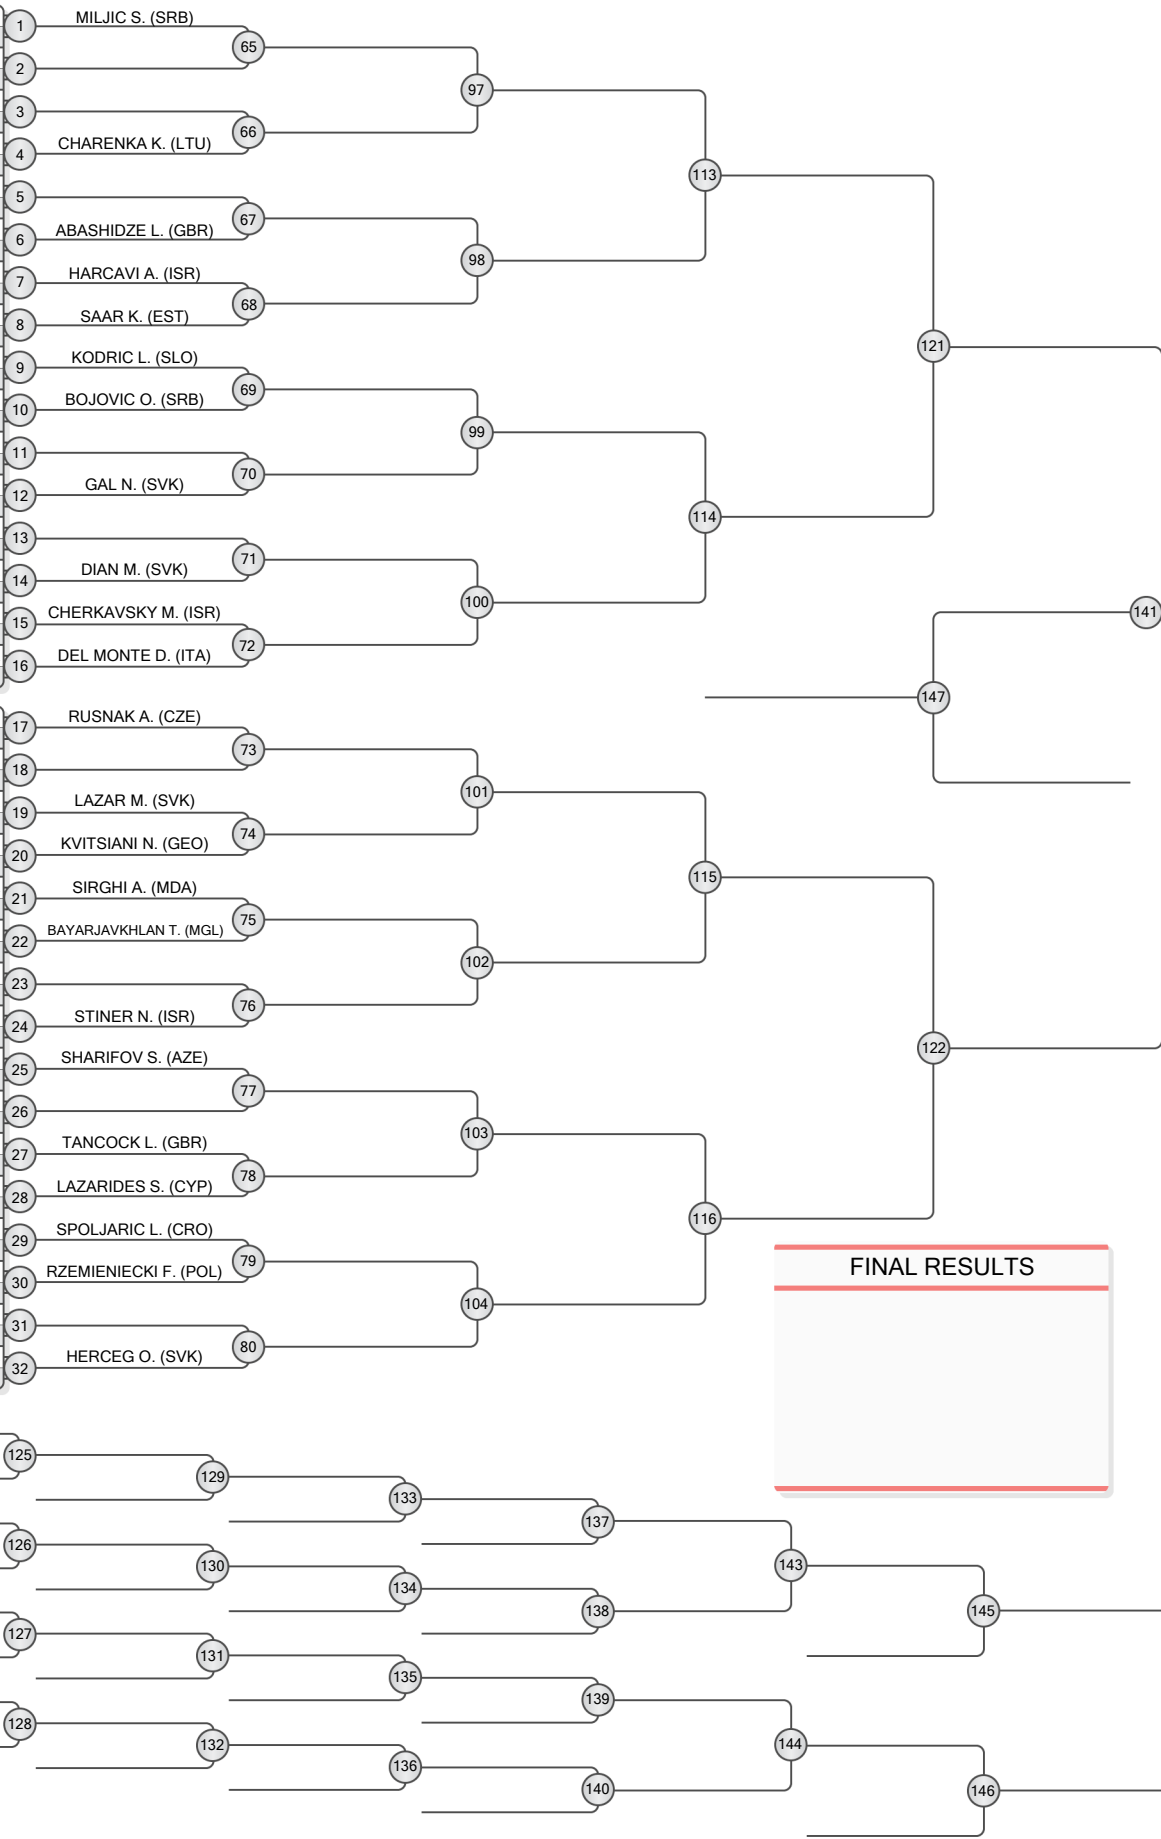 1 MILJIC S. (SRB)
65
2
97
3
66
4 CHARENKA K. (LTU)
113
5
67
6 ABASHIDZE L. (GBR)
98
7 HARCAVI A. (ISR)
68
8 SAAR K. (EST)
121
9 KODRIC L. (SLO)
69
10 BOJOVIC O. (SRB)
99
11
70
12 GAL N. (SVK)
114
13
71
14 DIAN M. (SVK)
100
15 CHERKAVSKY M. (ISR)
141
72
16 DEL MONTE D. (ITA)
147
17 RUSNAK A. (CZE)
73
18
101
19 LAZAR M. (SVK)
74
20 KVITSIANI N. (GEO)
115
21 SIRGHI A. (MDA)
75
22 BAYARJAVKHLAN T. (MGL)
102
23
76
24 STINER N. (ISR)
122
25 SHARIFOV S. (AZE)
77
26
103
27 TANCOCK L. (GBR)
78
28 LAZARIDES S. (CYP)
116
29 SPOLJARIC L. (CRO)
79
30 RZEMIENIECKI F. (POL)
104
31
80
32 HERCEG O. (SVK)
FINAL RESULTS
125
129
133
137
126
130
143
134
138
145
127
131
135
139
128
132
144
136
140
146